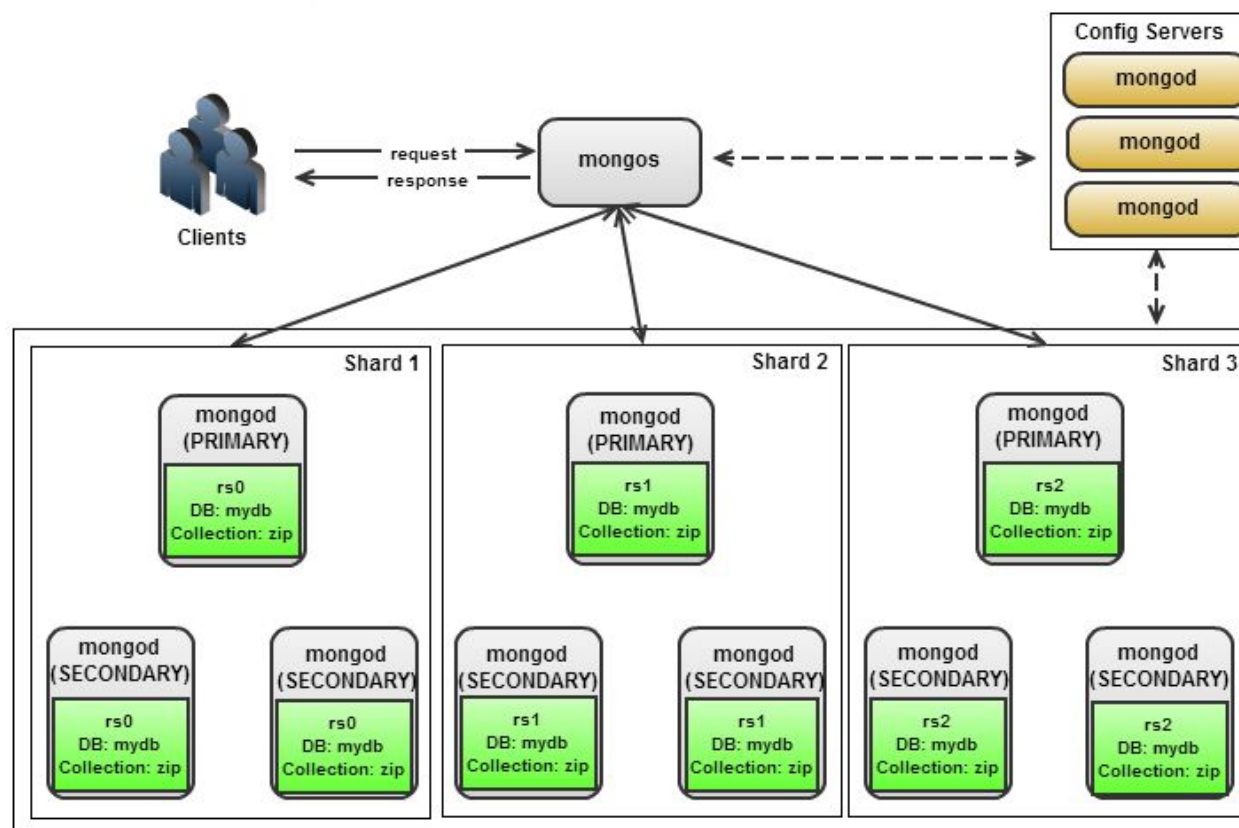 Config Servers
mongod
mongod
mongod
request
response
mongos
Clients
Shard 1
mongod
(PRIMARY)
rs0
DB: mydb
Collection: zip
mongod
(SECONDARY)
rs0
DB: mydb
Collection: zip
mongod
(SECONDARY)
rs0
DB: mydb
Collection: zip
Shard 2
mongod
(PRIMARY)
rs1
DB: mydb
Collection: zip
mongod
(SECONDARY)
rs1
DB: mydb
Collection: zip
mongod
(SECONDARY)
rs1
DB: mydb
Collection: zip
Shard 3
mongod
(PRIMARY)
rs2
DB: mydb
Collection: zip
mongod
(SECONDARY)
rs2
DB: mydb
Collection: zip
mongod
(SECONDARY)
rs2
DB: mydb
Collection: zip